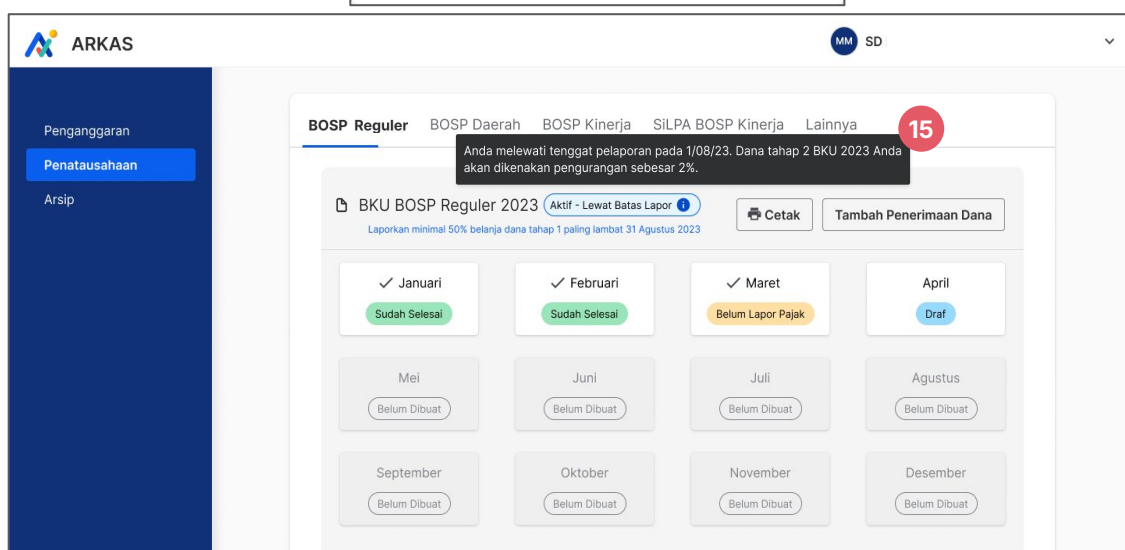 ARKAS
MM SD
Penganggaran
Penatausahaan
Arsip
BOSP Reguler BOSP Daerah BOSP Kinerja SiLPA BOSP Kinerja Lainnya
15
Anda melewati tenggat pelaporan pada 1/08/23. Dana tahap 2 BKU 2023 Anda
akan dikenakan pengurangan sebesar 2%.
BKU BOSP Reguler 2023 Aktif - Lewat Batas Lapor i Cetak Tambah Penerimaan Dana
Laporkan minimal 50% belanja dana tahap 1 paling lambat 31 Agustus 2023
Januari Februari Maret April
Sudah Selesai Sudah Selesai Belum Lapor Pajak Draf
Mei Juni Juli Agustus
Belum Dibuat Belum Dibuat Belum Dibuat Belum Dibuat
September Oktober November Desember
Belum Dibuat Belum Dibuat Belum Dibuat Belum Dibuat